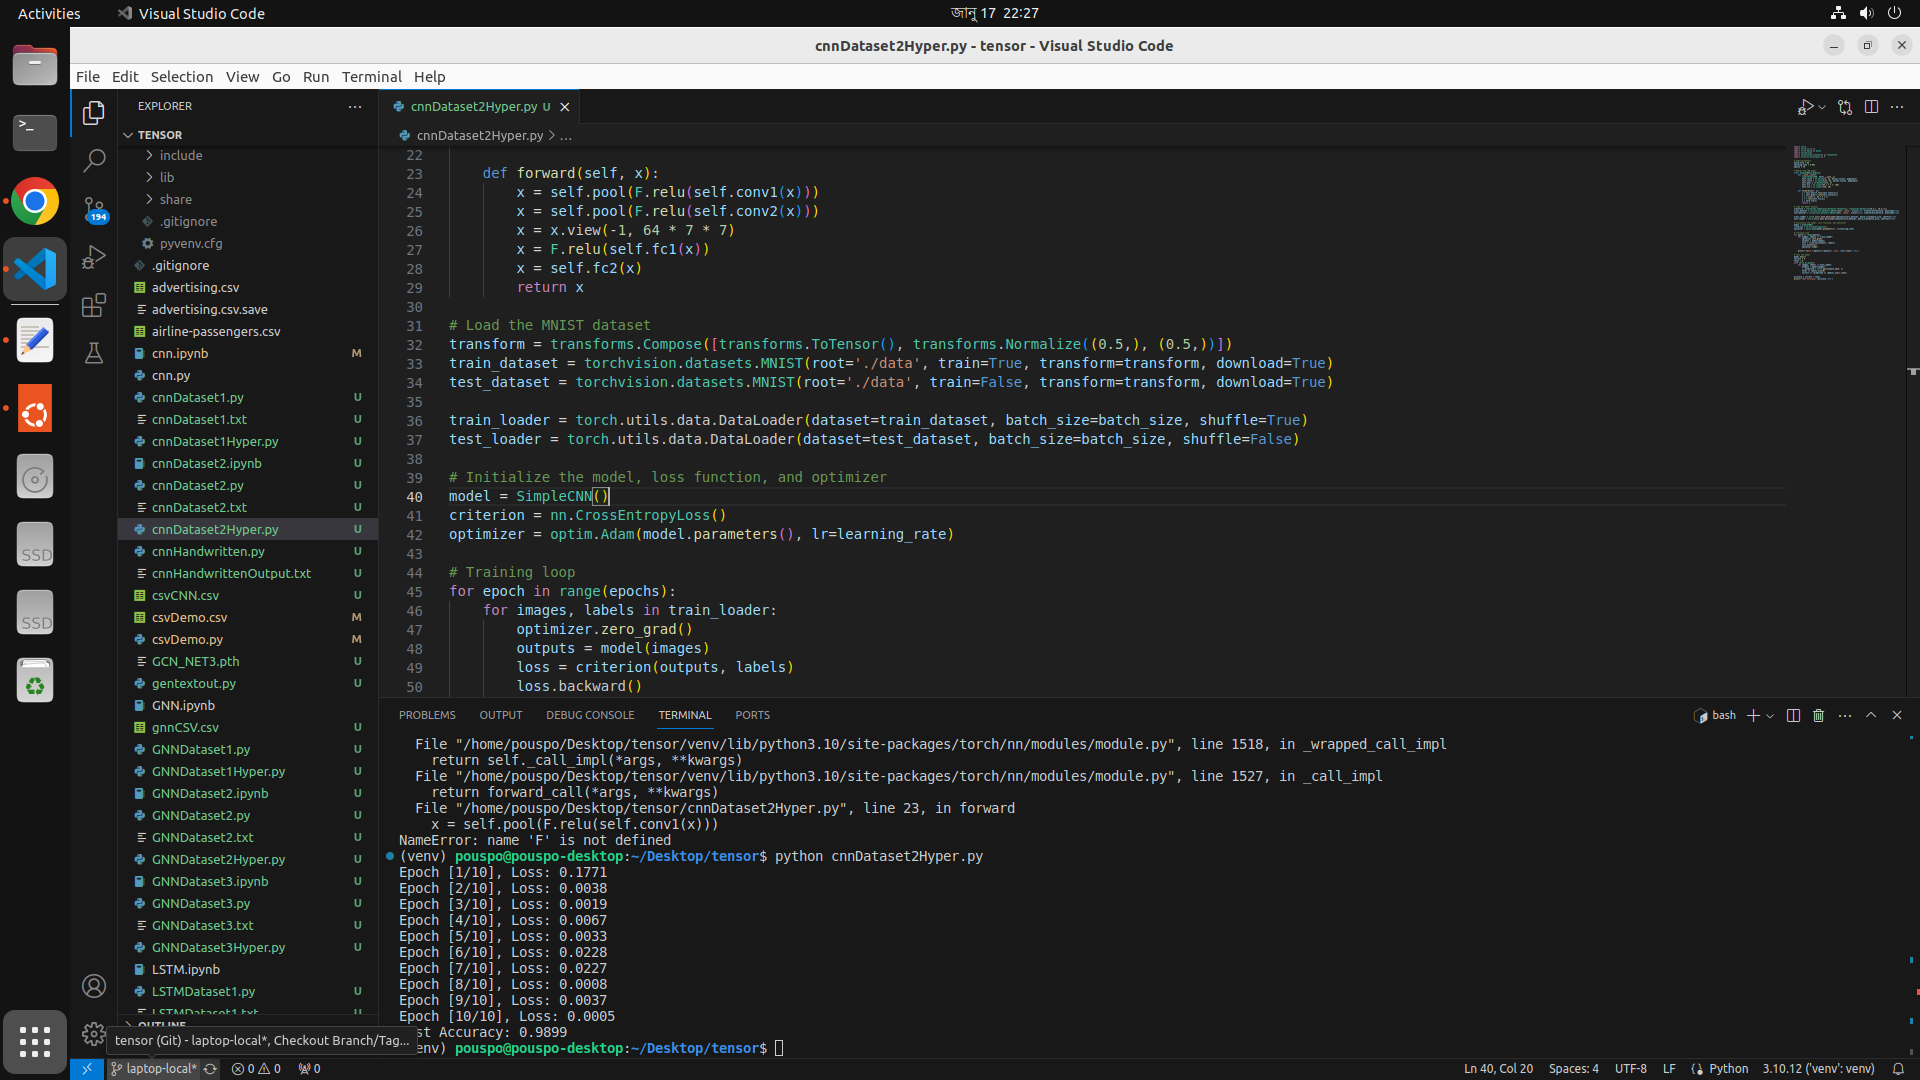 Activities
Visual Studio Code
জানু 17 22:27
cnnDataset2Hyper.py - tensor - Visual Studio Code
File Edit Selection View Go Run Terminal Help
EXPLORER
TENSOR
include
lib
share
.gitignore
pyvenv.cfg
.gitignore
advertising.csv
advertising.csv.save
airline-passengers.csv
cnn.ipynb M
cnn.py
cnnDataset1.py U
cnnDataset1.txt U
cnnDataset1Hyper.py U
cnnDataset2.ipynb U
cnnDataset2.py U
cnnDataset2.txt U
cnnDataset2Hyper.py U
cnnHandwritten.py U
cnnHandwrittenOutput.txt U
csvCNN.csv U
csvDemo.csv M
csvDemo.py M
GCN_NET3.pth U
gentextout.py U
GNN.ipynb
gnnCSV.csv U
GNNDataset1.py U
GNNDataset1Hyper.py U
GNNDataset2.ipynb U
GNNDataset2.py U
GNNDataset2.txt U
GNNDataset2Hyper.py U
GNNDataset3.ipynb U
GNNDataset3.py U
GNNDataset3.txt U
GNNDataset3Hyper.py U
LSTM.ipynb
LSTMDataset1.py U
LSTMDataset1.txt U
OUTLINE
194
SSD
SSD
tensor (Git) - laptop-local*, Checkout Branch/Tag...
cnnDataset2Hyper.py U
cnnDataset2Hyper.py > ...
22
23 def forward(self, x):
24 x = self.pool(F.relu(self.conv1(x)))
25 x = self.pool(F.relu(self.conv2(x)))
26 x = x.view(-1, 64 * 7 * 7)
27 x = F.relu(self.fc1(x))
28 x = self.fc2(x)
29 return x
30
31 # Load the MNIST dataset
32 transform = transforms.Compose([transforms.ToTensor(), transforms.Normalize((0.5,), (0.5,))])
33 train_dataset = torchvision.datasets.MNIST(root='./data', train=True, transform=transform, download=True)
34 test_dataset = torchvision.datasets.MNIST(root='./data', train=False, transform=transform, download=True)
35
36 train_loader = torch.utils.data.DataLoader(dataset=train_dataset, batch_size=batch_size, shuffle=True)
37 test_loader = torch.utils.data.DataLoader(dataset=test_dataset, batch_size=batch_size, shuffle=False)
38
39 # Initialize the model, loss function, and optimizer
40 model = SimpleCNN()
41 criterion = nn.CrossEntropyLoss()
42 optimizer = optim.Adam(model.parameters(), lr=learning_rate)
43
44 # Training loop
45 for epoch in range(epochs):
46 for images, labels in train_loader:
47 optimizer.zero_grad()
48 outputs = model(images)
49 loss = criterion(outputs, labels)
50 loss.backward()
PROBLEMS OUTPUT DEBUG CONSOLE TERMINAL PORTS
bash
File "/home/pouspo/Desktop/tensor/venv/lib/python3.10/site-packages/torch/nn/modules/module.py", line 1518, in _wrapped_call_impl
return self._call_impl(*args, **kwargs)
File "/home/pouspo/Desktop/tensor/venv/lib/python3.10/site-packages/torch/nn/modules/module.py", line 1527, in _call_impl
return forward_call(*args, **kwargs)
File "/home/pouspo/Desktop/tensor/cnnDataset2Hyper.py", line 23, in forward
x = self.pool(F.relu(self.conv1(x)))
NameError: name 'F' is not defined
(venv) pouspo@pouspo-desktop:~/Desktop/tensor$ python cnnDataset2Hyper.py
Epoch [1/10], Loss: 0.1771
Epoch [2/10], Loss: 0.0038
Epoch [3/10], Loss: 0.0019
Epoch [4/10], Loss: 0.0067
Epoch [5/10], Loss: 0.0033
Epoch [6/10], Loss: 0.0228
Epoch [7/10], Loss: 0.0227
Epoch [8/10], Loss: 0.0008
Epoch [9/10], Loss: 0.0037
Epoch [10/10], Loss: 0.0005
st Accuracy: 0.9899
env) pouspo@pouspo-desktop:~/Desktop/tensor$
laptop-local* 0 0 0
Ln 40, Col 20 Spaces: 4 UTF-8 LF Python 3.10.12 ('venv': venv)